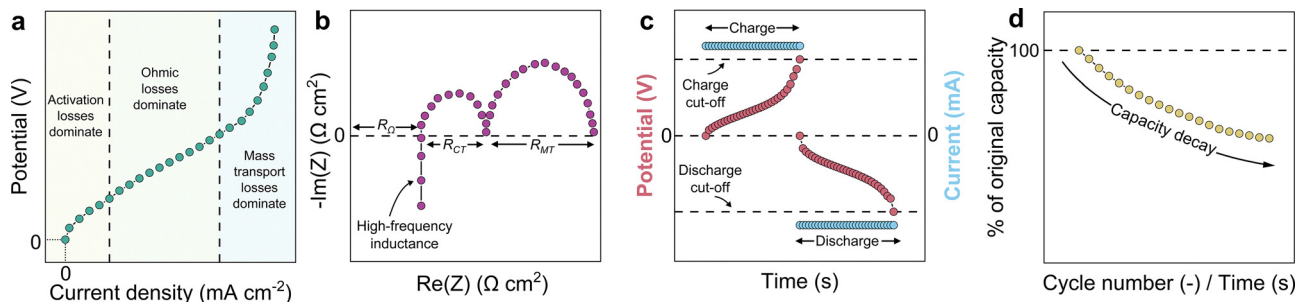 a
Potential (V)
Activation
losses
dominate
Ohmic
losses
dominate
Mass
transport
losses
dominate
0
0
Current density (mA cm⁻²)
b
-Im(Z) (Ω cm²)
0
R_Ω
R_CT
R_MT
High-frequency
inductance
Re(Z) (Ω cm²)
c
Potential (V)
Charge
Charge
cut-off
0
0
Discharge
cut-off
Discharge
Current (mA)
Time (s)
d
% of original capacity
100
Capacity decay
Cycle number (-) / Time (s)